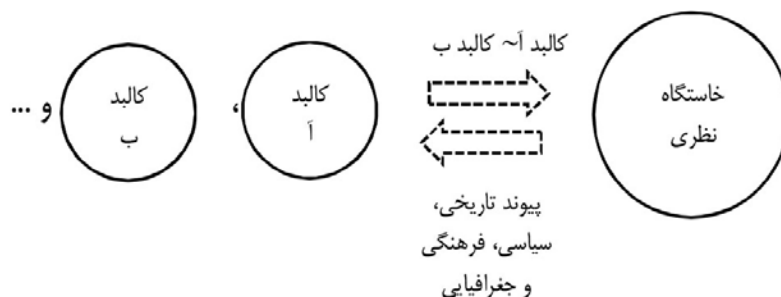 خاستگاه
نظری
کالبد آ~ کالبد ب
پیوند تاریخی،
سیاسی، فرهنگی
و جغرافیایی
کالبد
آ
،
کالبد
ب
و ...